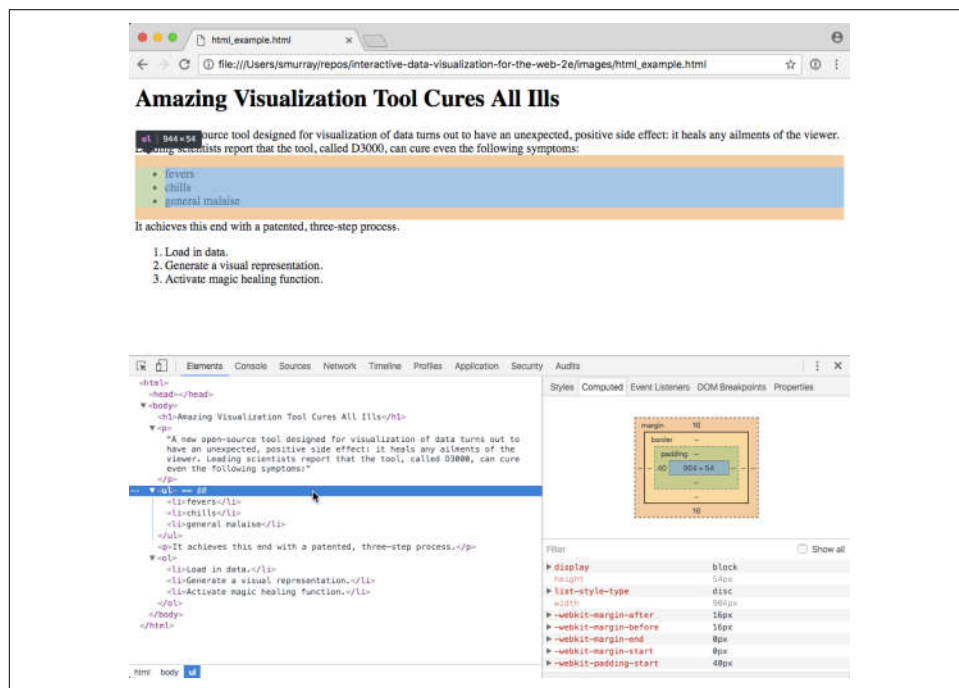 html_example.html
file:///Users/smurray/repos/interactive-data-visualization-for-the-web-2e/images/html_example.html
Amazing Visualization Tool Cures All Ills
ul 944×54
ource tool designed for visualization of data turns out to have an unexpected, positive side effect: it heals any ailments of the viewer.
Leading scientists report that the tool, called D3000, can cure even the following symptoms:
• fevers
• chills
• general malaise
It achieves this end with a patented, three-step process.
1. Load in data.
2. Generate a visual representation.
3. Activate magic healing function.
Elements Console Sources Network Timeline Profiles Application Security Audits
<html>
<head></head>
▼<body>
<h1>Amazing Visualization Tool Cures All Ills</h1>
▼<p>
"A new open-source tool designed for visualization of data turns out to
have an unexpected, positive side effect: it heals any ailments of the
viewer. Leading scientists report that the tool, called D3000, can cure
even the following symptoms:"
</p>
… ▼<ul> == $0
<li>fevers</li>
<li>chills</li>
<li>general malaise</li>
</ul>
<p>It achieves this end with a patented, three-step process.</p>
▼<ol>
<li>Load in data.</li>
<li>Generate a visual representation.</li>
<li>Activate magic healing function.</li>
</ol>
</body>
</html>
html body ul
Styles Computed Event Listeners DOM Breakpoints Properties
margin 16
border –
padding –
– – 40 904 × 54 – – –
–
–
16
Filter Show all
display block
height 54px
list-style-type disc
width 904px
-webkit-margin-after 16px
-webkit-margin-before 16px
-webkit-margin-end 0px
-webkit-margin-start 0px
-webkit-padding-start 40px